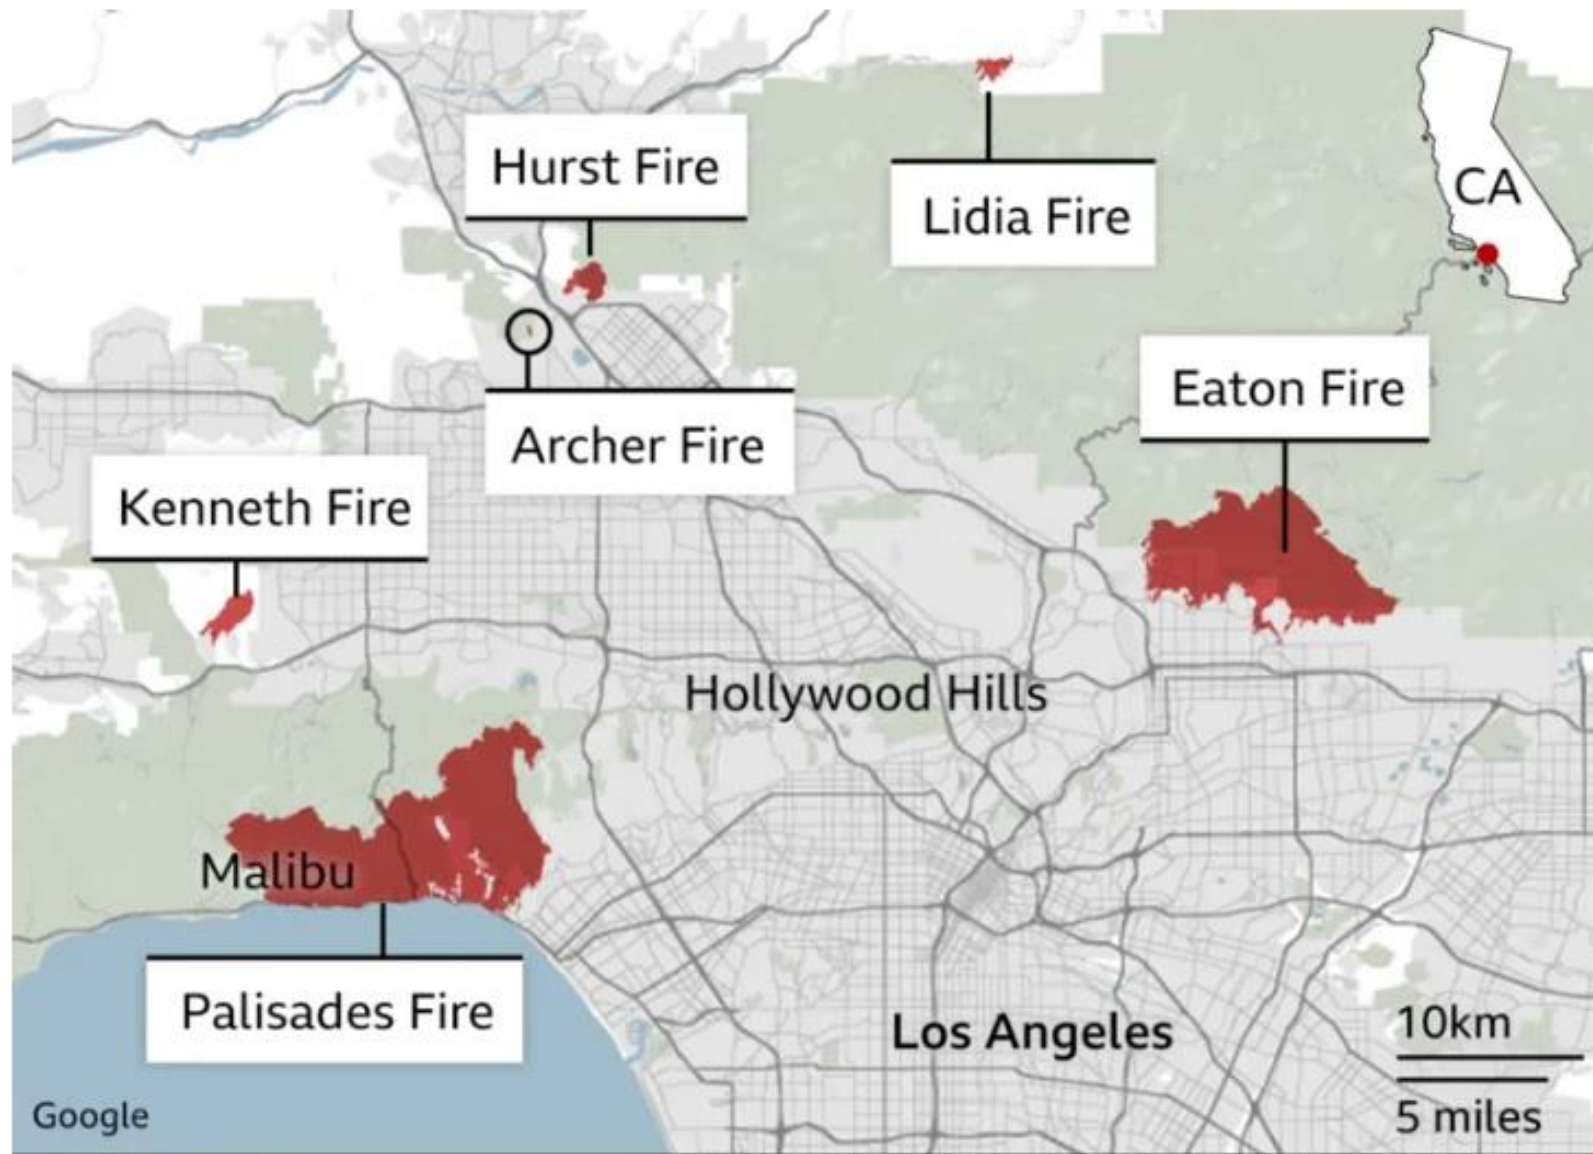 Hurst Fire
Lidia Fire
CA
Eaton Fire
Archer Fire
Kenneth Fire
Hollywood Hills
Malibu
Palisades Fire
Los Angeles
10km
5 miles
Google